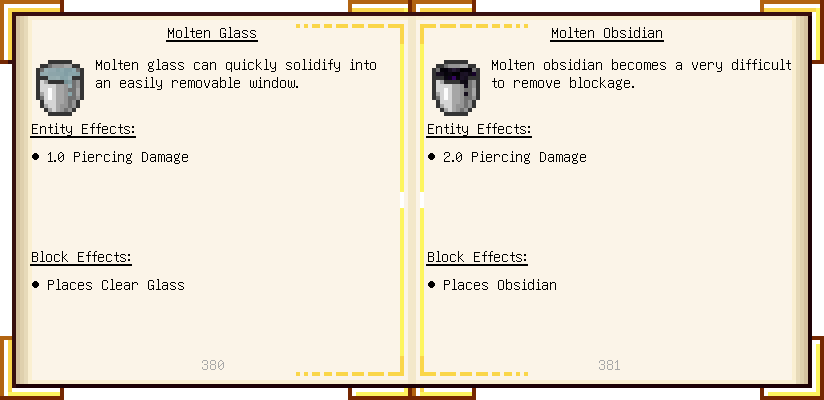 Molten Glass
Molten glass can quickly solidify into
an easily removable window.
Entity Effects:
● 1.0 Piercing Damage
Block Effects:
● Places Clear Glass
380
Molten Obsidian
Molten obsidian becomes a very difficult
to remove blockage.
Entity Effects:
● 2.0 Piercing Damage
Block Effects:
● Places Obsidian
381